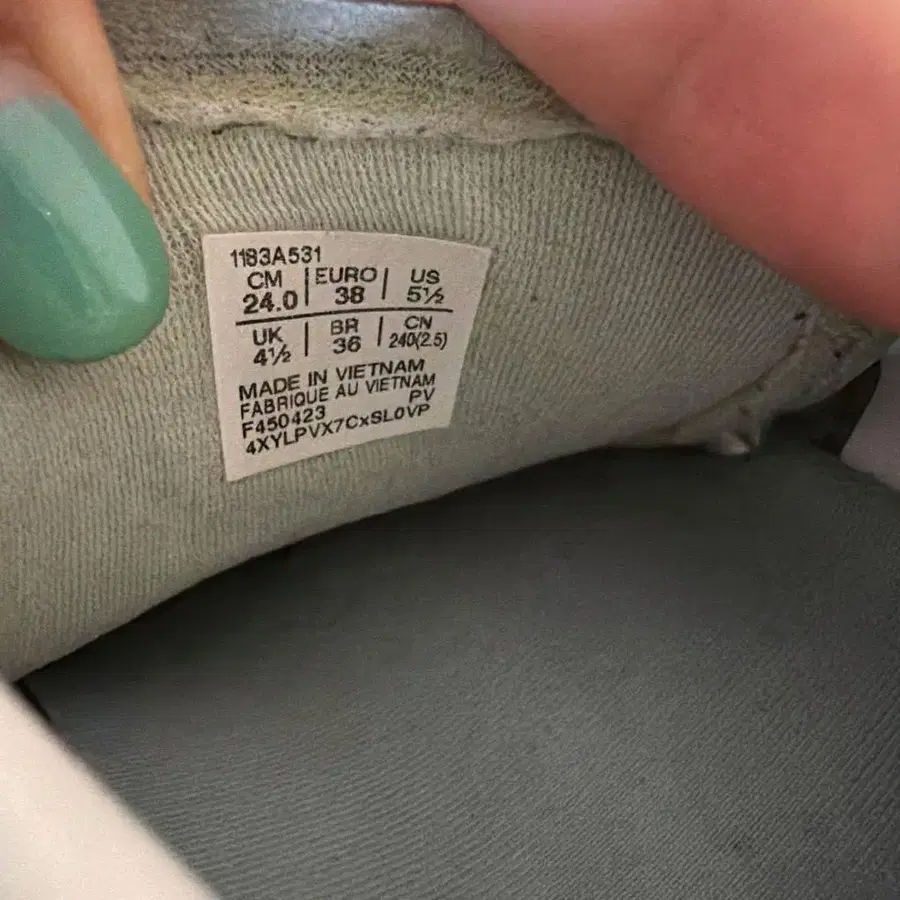 1183A531
CM | EURO | US
24.0 | 38 | 5½
UK | BR | CN
4½ | 36 | 240(2.5)
MADE IN VIETNAM
FABRIQUE AU VIETNAM
F450423 PV
4XYLPVX7CxSL0VP